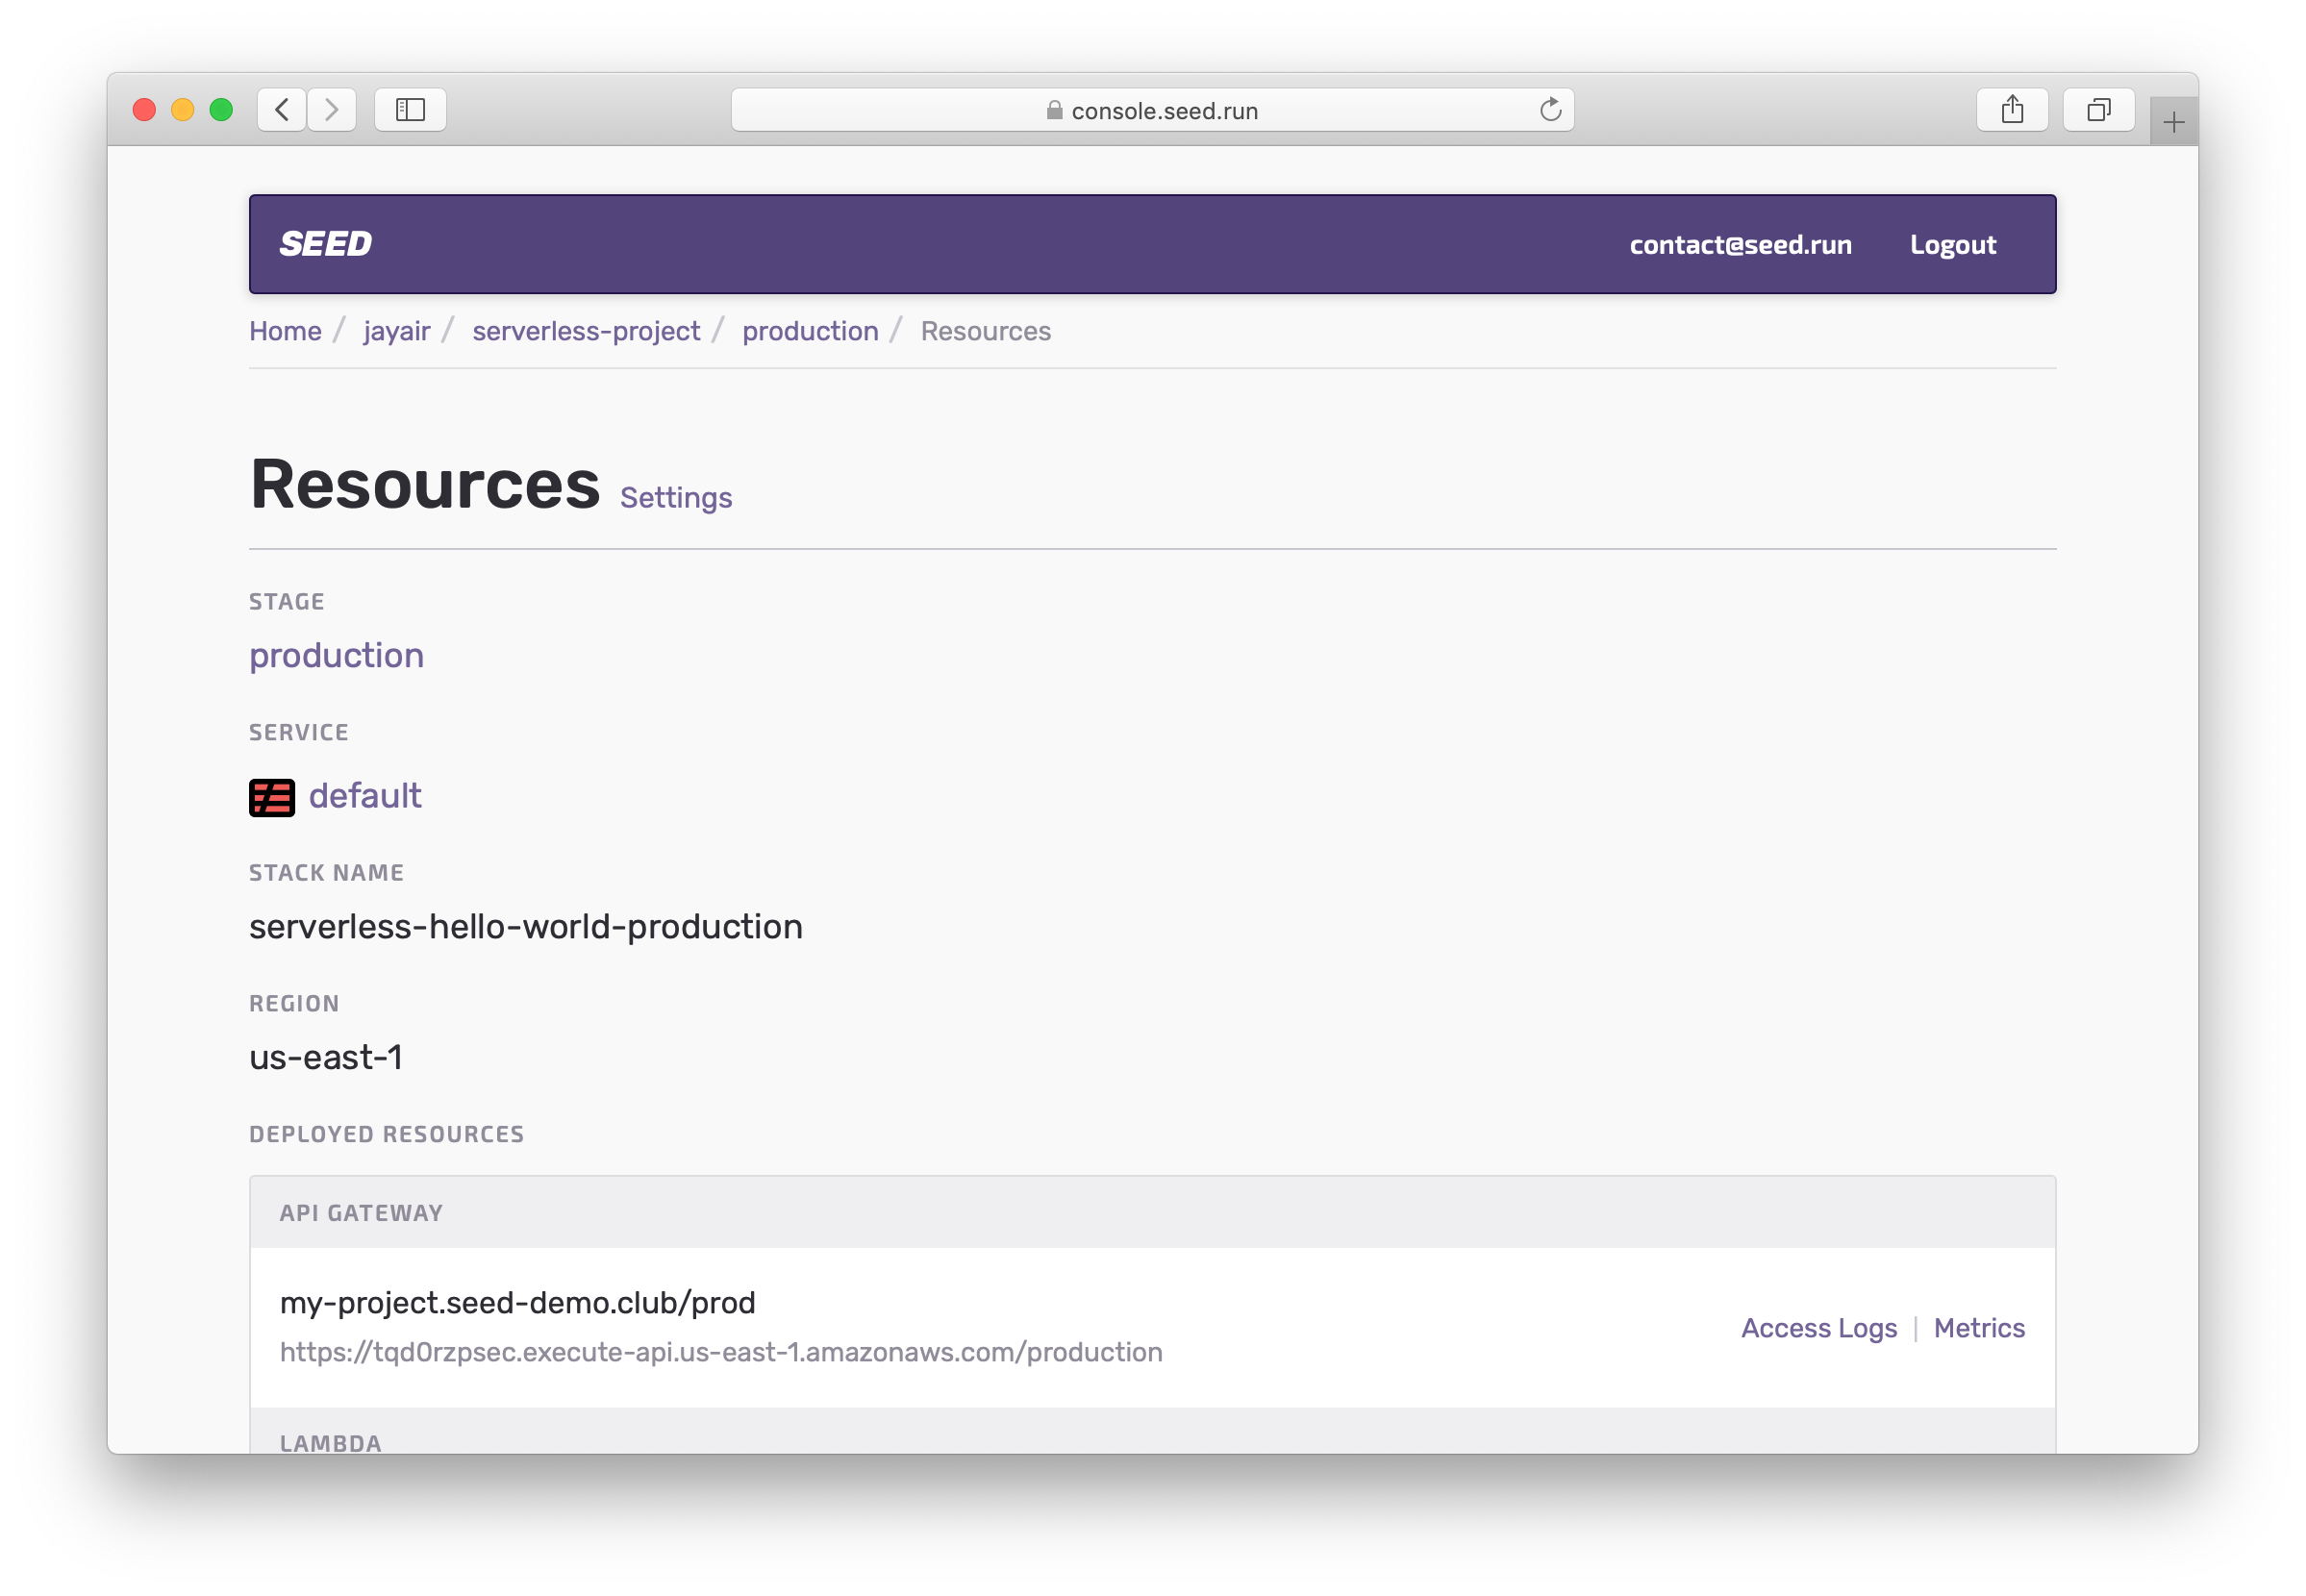 console.seed.run
SEED contact@seed.run Logout
Home / jayair / serverless-project / production / Resources
Resources Settings
STAGE
production
SERVICE
default
STACK NAME
serverless-hello-world-production
REGION
us-east-1
DEPLOYED RESOURCES
API GATEWAY
my-project.seed-demo.club/prod
https://tqd0rzpsec.execute-api.us-east-1.amazonaws.com/production
Access Logs | Metrics
LAMBDA